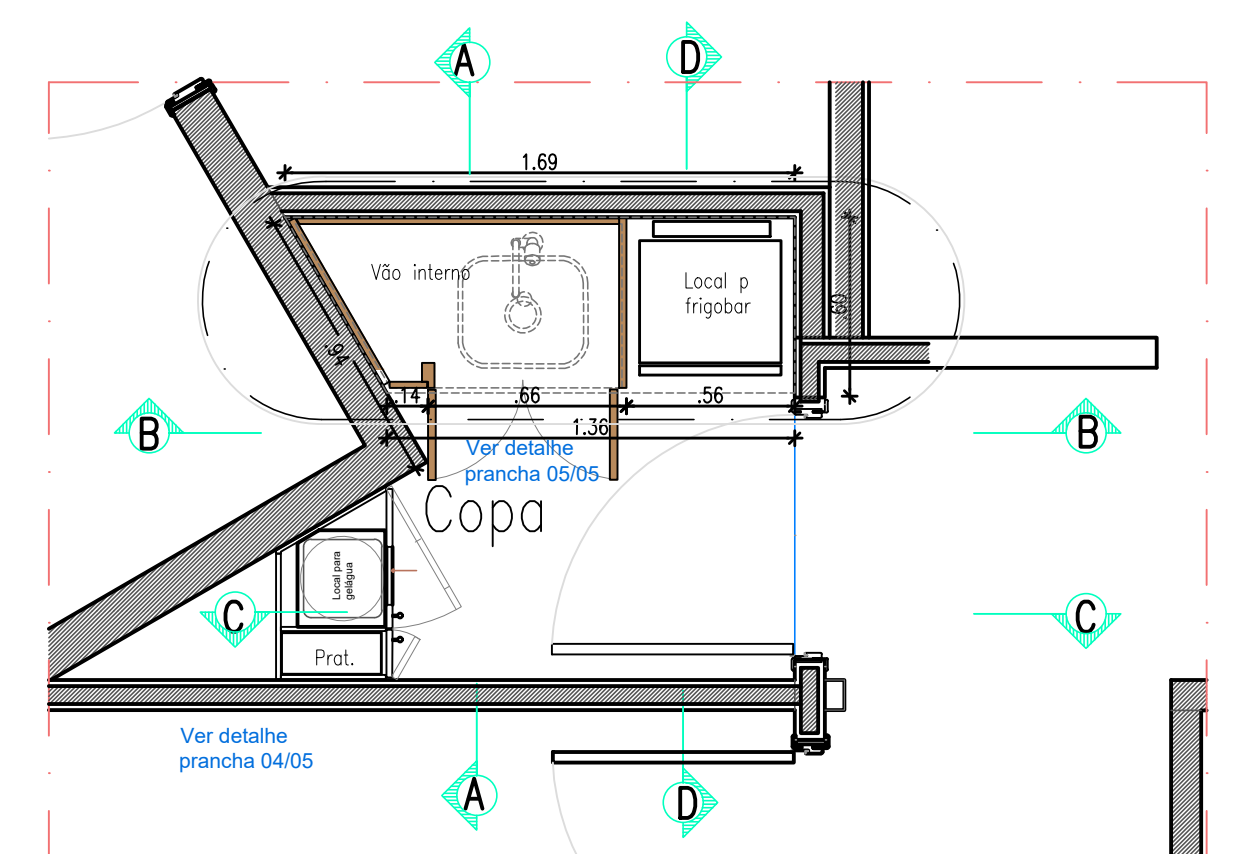 A
D
1.69
Vão interno
Local p
frigobar
.60
.94
.14
.66
.56
1.36
B
B
Ver detalhe
prancha 05/05
Copa
Local para
gelágua
C
C
Prat.
Ver detalhe
prancha 04/05
A
D